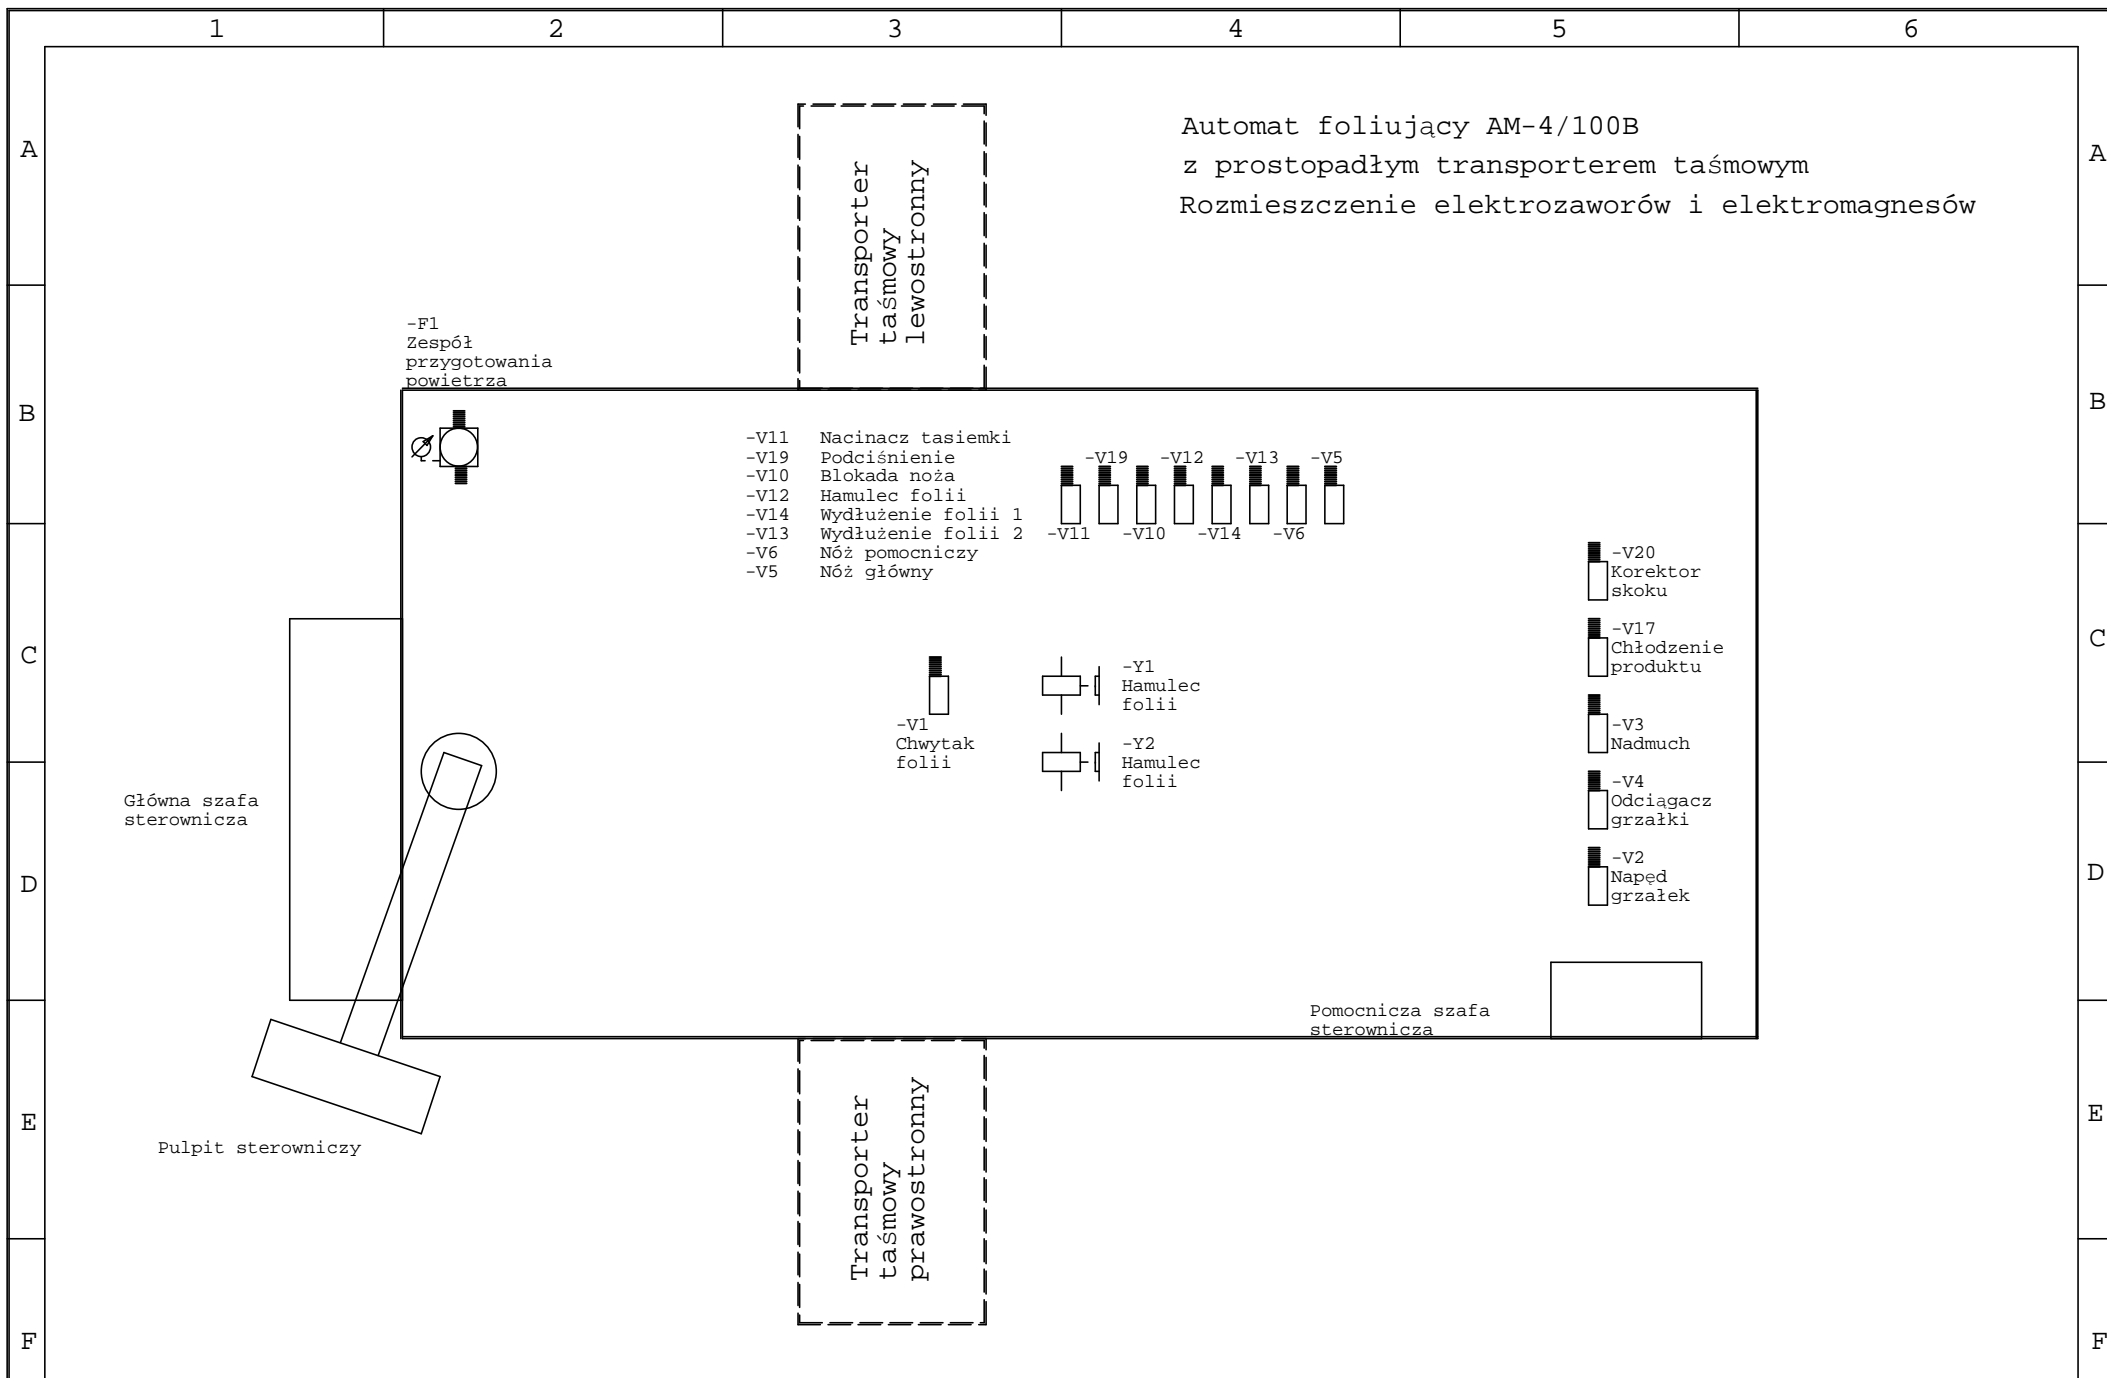 1 2 3 4 5 6
A A
Automat foliujący AM-4/100B
z prostopadłym transporterem taśmowym
Rozmieszczenie elektrozaworów i elektromagnesów
Transporter
taśmowy
lewostronny
B B
-F1
Zespół
przygotowania
powietrza
-V11 Nacinacz tasiemki
-V19 Podciśnienie
-V10 Blokada noża
-V12 Hamulec folii
-V14 Wydłużenie folii 1
-V13 Wydłużenie folii 2
-V6 Nóż pomocniczy
-V5 Nóż główny
-V19 -V12 -V13 -V5
-V11 -V10 -V14 -V6
C C
-V20
Korektor
skoku
-V17
Chłodzenie
produktu
-V3
Nadmuch
-V4
Odciągacz
grzałki
-V2
Napęd
grzałek
-V1
Chwytak
folii
-Y1
Hamulec
folii
-Y2
Hamulec
folii
Główna szafa
sterownicza
D D
Pomocnicza szafa
sterownicza
E E
Pulpit sterowniczy
Transporter
taśmowy
prawostronny
F F